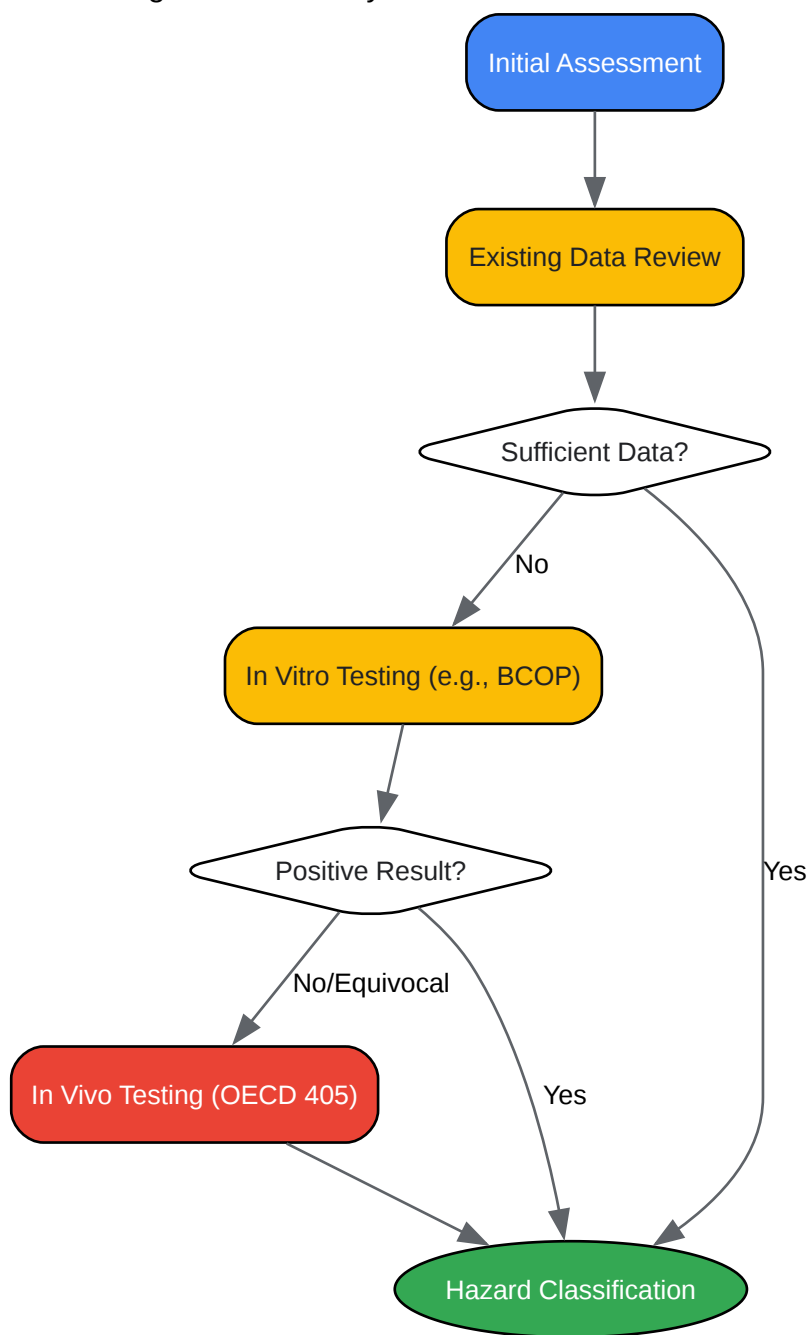 Initial Assessment
Existing Data Review
Sufficient Data?
No
In Vitro Testing (e.g., BCOP)
Positive Result?
Yes
No/Equivocal
In Vivo Testing (OECD 405)
Yes
Hazard Classification